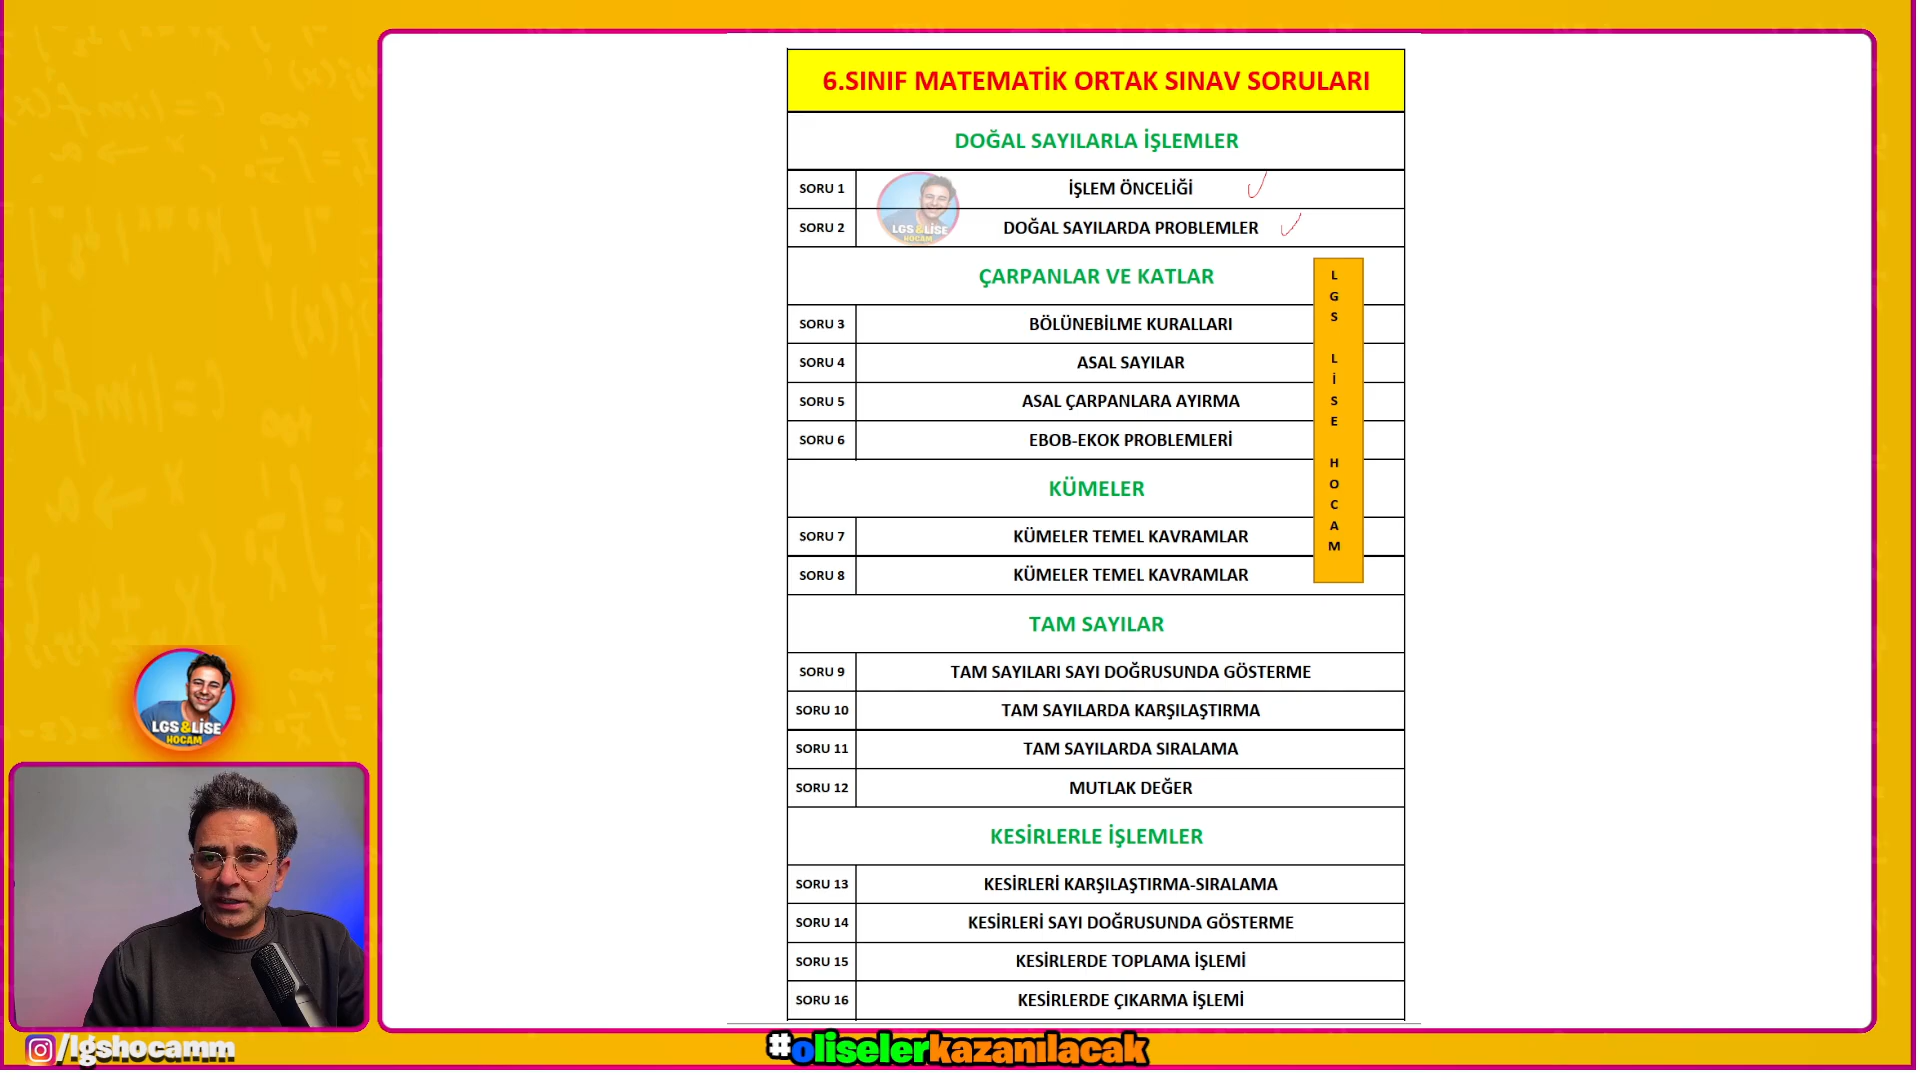 6.SINIF MATEMATİK ORTAK SINAV SORULARI
DOĞAL SAYILARLA İŞLEMLER
SORU 1 İŞLEM ÖNCELİĞİ
SORU 2 DOĞAL SAYILARDA PROBLEMLER
LGS&LİSE
HOCAM
ÇARPANLAR VE KATLAR
SORU 3 BÖLÜNEBİLME KURALLARI
SORU 4 ASAL SAYILAR
SORU 5 ASAL ÇARPANLARA AYIRMA
SORU 6 EBOB-EKOK PROBLEMLERİ
LGS LİSE HOCAM
KÜMELER
SORU 7 KÜMELER TEMEL KAVRAMLAR
SORU 8 KÜMELER TEMEL KAVRAMLAR
TAM SAYILAR
SORU 9 TAM SAYILARI SAYI DOĞRUSUNDA GÖSTERME
SORU 10 TAM SAYILARDA KARŞILAŞTIRMA
SORU 11 TAM SAYILARDA SIRALAMA
SORU 12 MUTLAK DEĞER
KESİRLERLE İŞLEMLER
SORU 13 KESİRLERİ KARŞILAŞTIRMA-SIRALAMA
SORU 14 KESİRLERİ SAYI DOĞRUSUNDA GÖSTERME
SORU 15 KESİRLERDE TOPLAMA İŞLEMİ
SORU 16 KESİRLERDE ÇIKARMA İŞLEMİ
LGS&LİSE
HOCAM
/lgshocamm
#oliselerkazanılacak